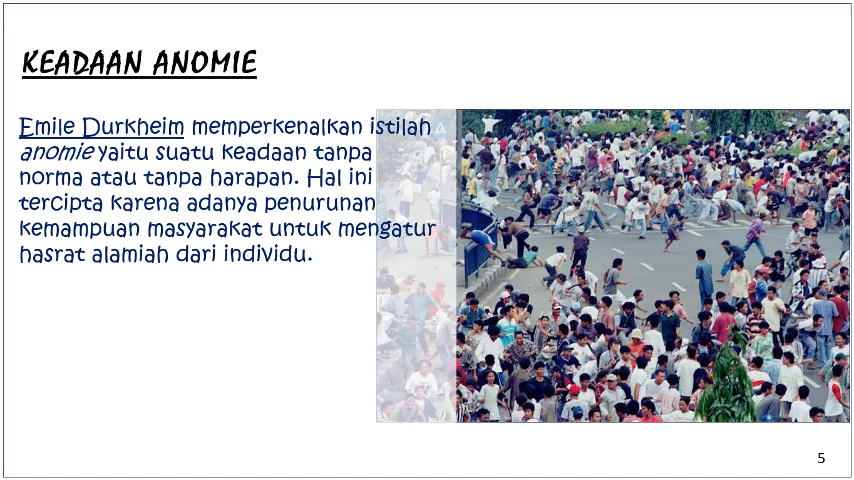 KEADAAN ANOMIE
Emile Durkheim memperkenalkan istilah
anomie yaitu suatu keadaan tanpa
norma atau tanpa harapan. Hal ini
tercipta karena adanya penurunan
kemampuan masyarakat untuk mengatur
hasrat alamiah dari individu.
5